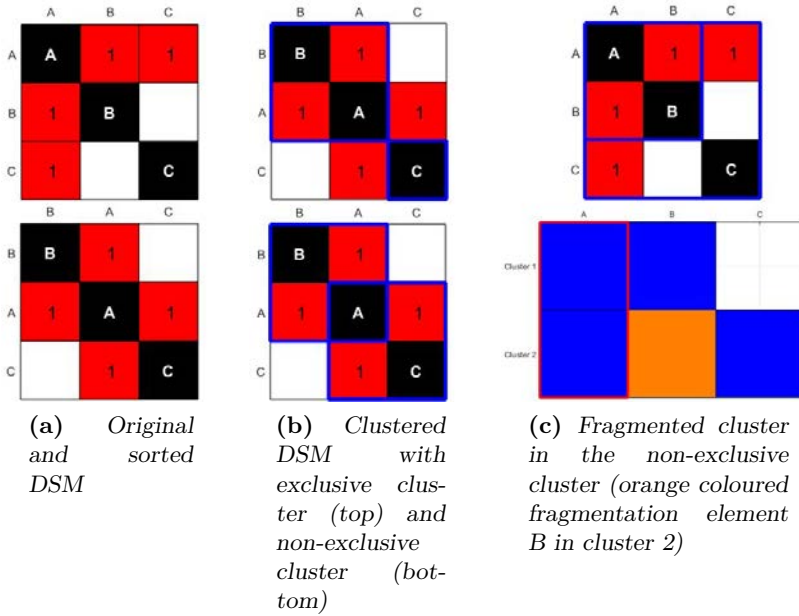 A B C
A A 1 1
B 1 B
C 1 C
B A C
B B 1
A 1 A 1
C 1 C
(a) Original
and sorted
DSM
B A C
B B 1
A 1 A 1
C 1 C
B A C
B B 1
A 1 A 1
C 1 C
(b) Clustered
DSM with
exclusive clus-
ter (top) and
non-exclusive
cluster (bot-
tom)
A B C
A A 1 1
B 1 B
C 1 C
A B C
Cluster 1
Cluster 2
(c) Fragmented cluster
in the non-exclusive
cluster (orange coloured
fragmentation element
B in cluster 2)